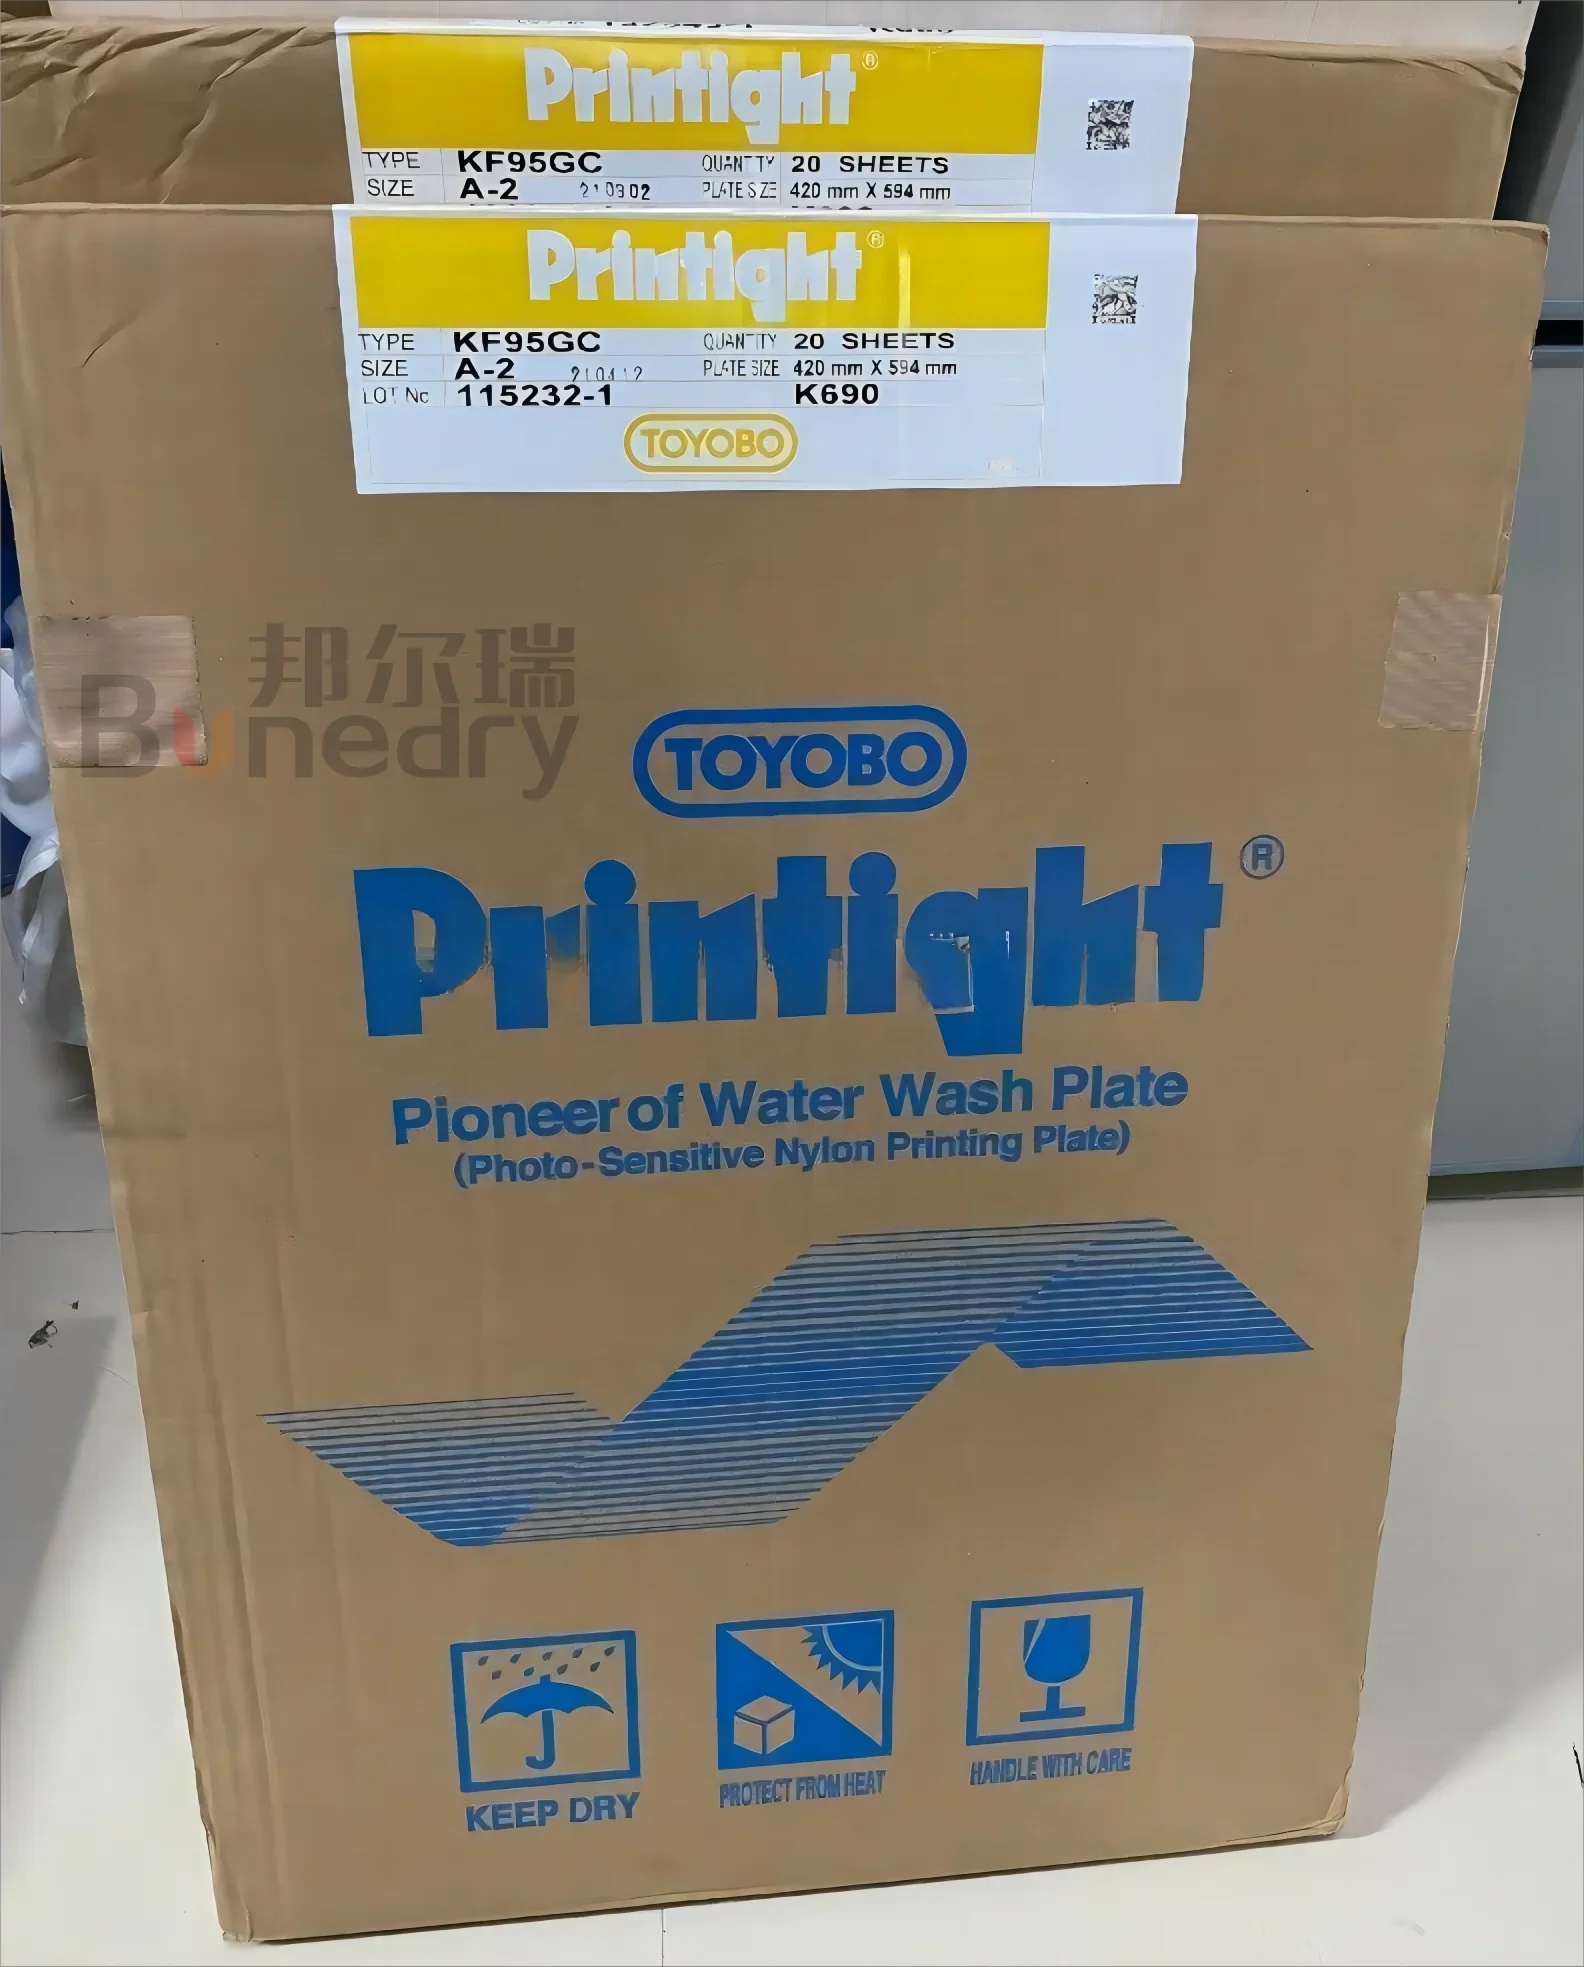 Printight®
TYPE KF95GC QUANTITY 20 SHEETS
SIZE A-2 210302 PLATE SIZE 420 mm X 594 mm
Printight®
TYPE KF95GC QUANTITY 20 SHEETS
SIZE A-2 210412 PLATE SIZE 420 mm X 594 mm
LOT No 115232-1 K690
TOYOBO
邦尔瑞
Bunedry
TOYOBO
Printight®
Pioneer of Water Wash Plate
(Photo-Sensitive Nylon Printing Plate)
KEEP DRY
PROTECT FROM HEAT
HANDLE WITH CARE